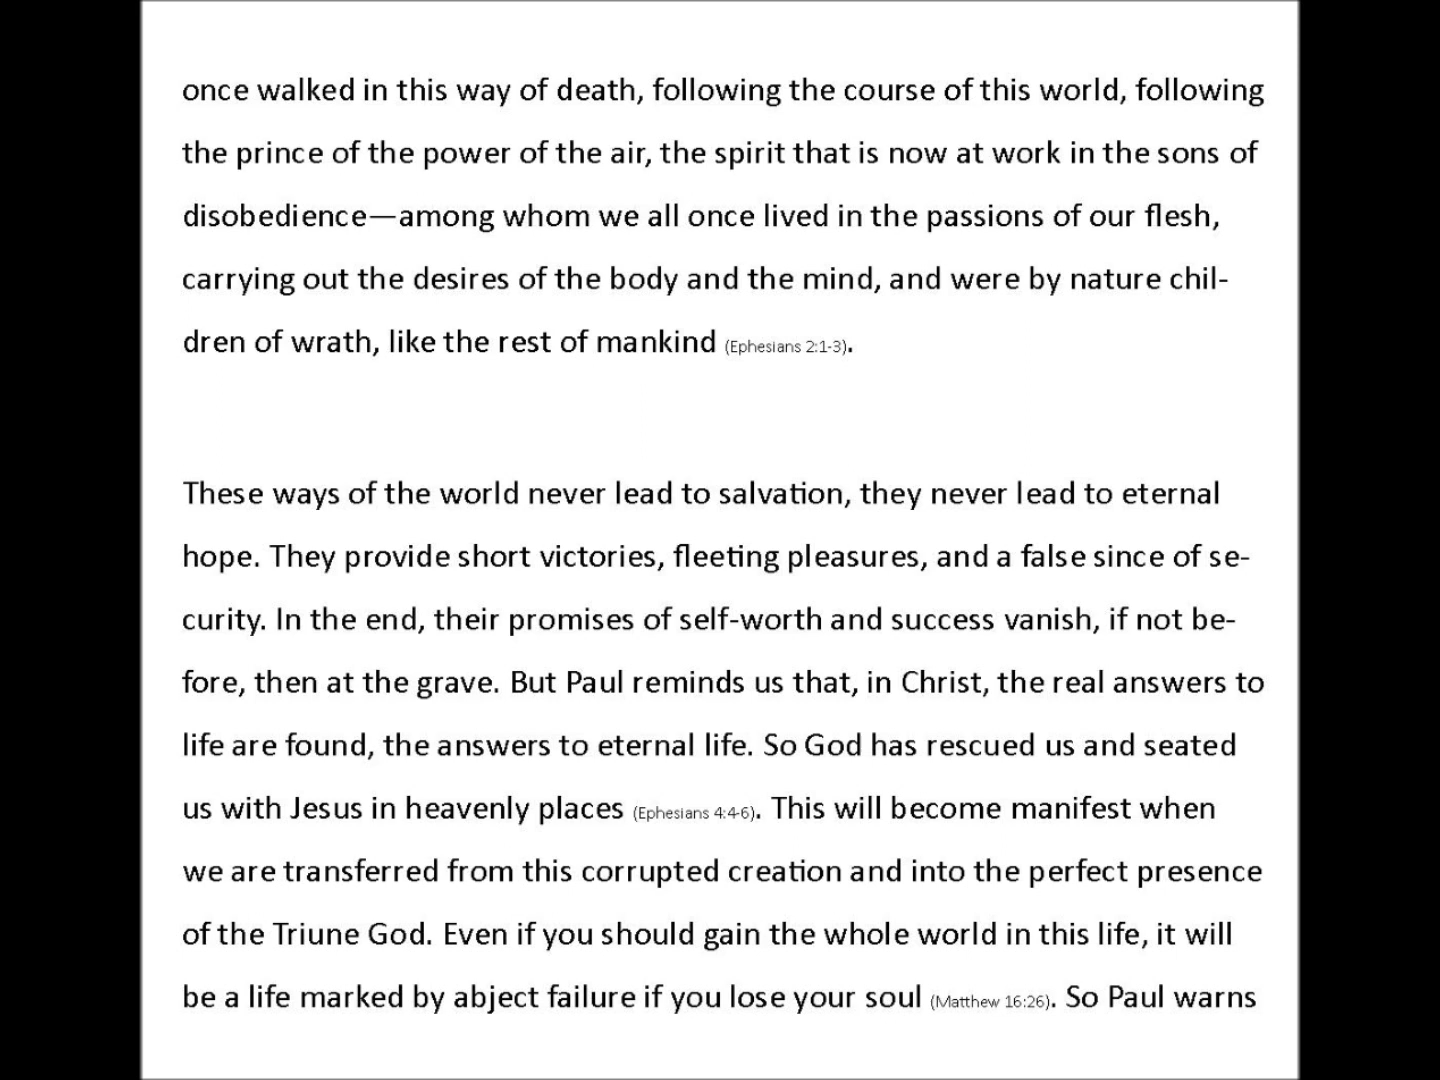 once walked in this way of death, following the course of this world, following
the prince of the power of the air, the spirit that is now at work in the sons of
disobedience—among whom we all once lived in the passions of our flesh,
carrying out the desires of the body and the mind, and were by nature chil-
dren of wrath, like the rest of mankind (Ephesians 2:1-3).
These ways of the world never lead to salvation, they never lead to eternal
hope. They provide short victories, fleeting pleasures, and a false since of se-
curity. In the end, their promises of self-worth and success vanish, if not be-
fore, then at the grave. But Paul reminds us that, in Christ, the real answers to
life are found, the answers to eternal life. So God has rescued us and seated
us with Jesus in heavenly places (Ephesians 4:4-6). This will become manifest when
we are transferred from this corrupted creation and into the perfect presence
of the Triune God. Even if you should gain the whole world in this life, it will
be a life marked by abject failure if you lose your soul (Matthew 16:26). So Paul warns